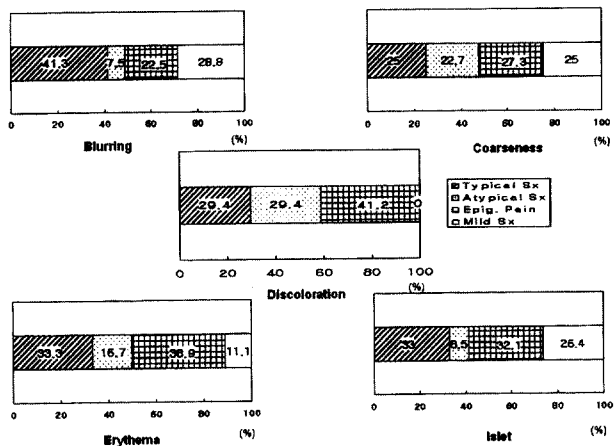 41.3 7.5 22.5 28.8
0 20 40 60 80 100
(%)
Blurring
25 22.7 27.3 25
0 20 40 60 80 100
(%)
Coarseness
29.4 29.4 41.2 0
0 20 40 60 80 100
(%)
Discoloration
Typical Sx
Atypical Sx
Epig. Pain
Mild Sx
33.3 16.7 38.9 11.1
0 20 40 60 80 100
(%)
Erythema
33 8.5 32.1 26.4
0 20 40 60 80 100
(%)
Islet